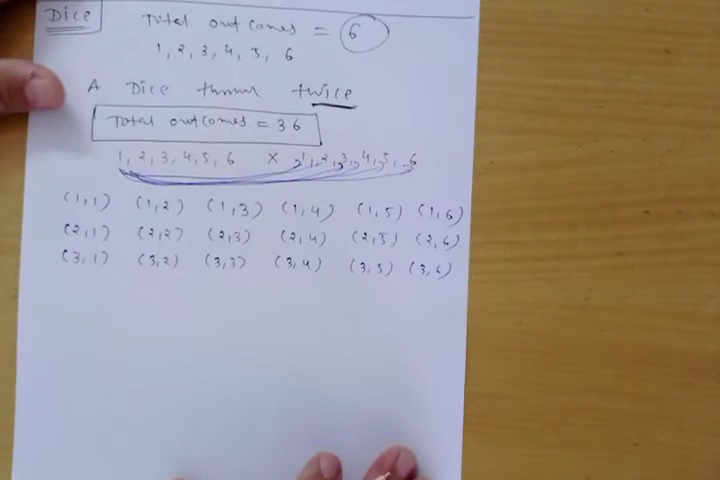 Dice Total outcomes = 6
1, 2, 3, 4, 5, 6
A Dice thrown twice
Total outcomes = 36
1, 2, 3, 4, 5, 6 X 1, 2, 3, 4, 5, 6
(1,1) (1,2) (1,3) (1,4) (1,5) (1,6)
(2,1) (2,2) (2,3) (2,4) (2,5) (2,6)
(3,1) (3,2) (3,3) (3,4) (3,5) (3,6)